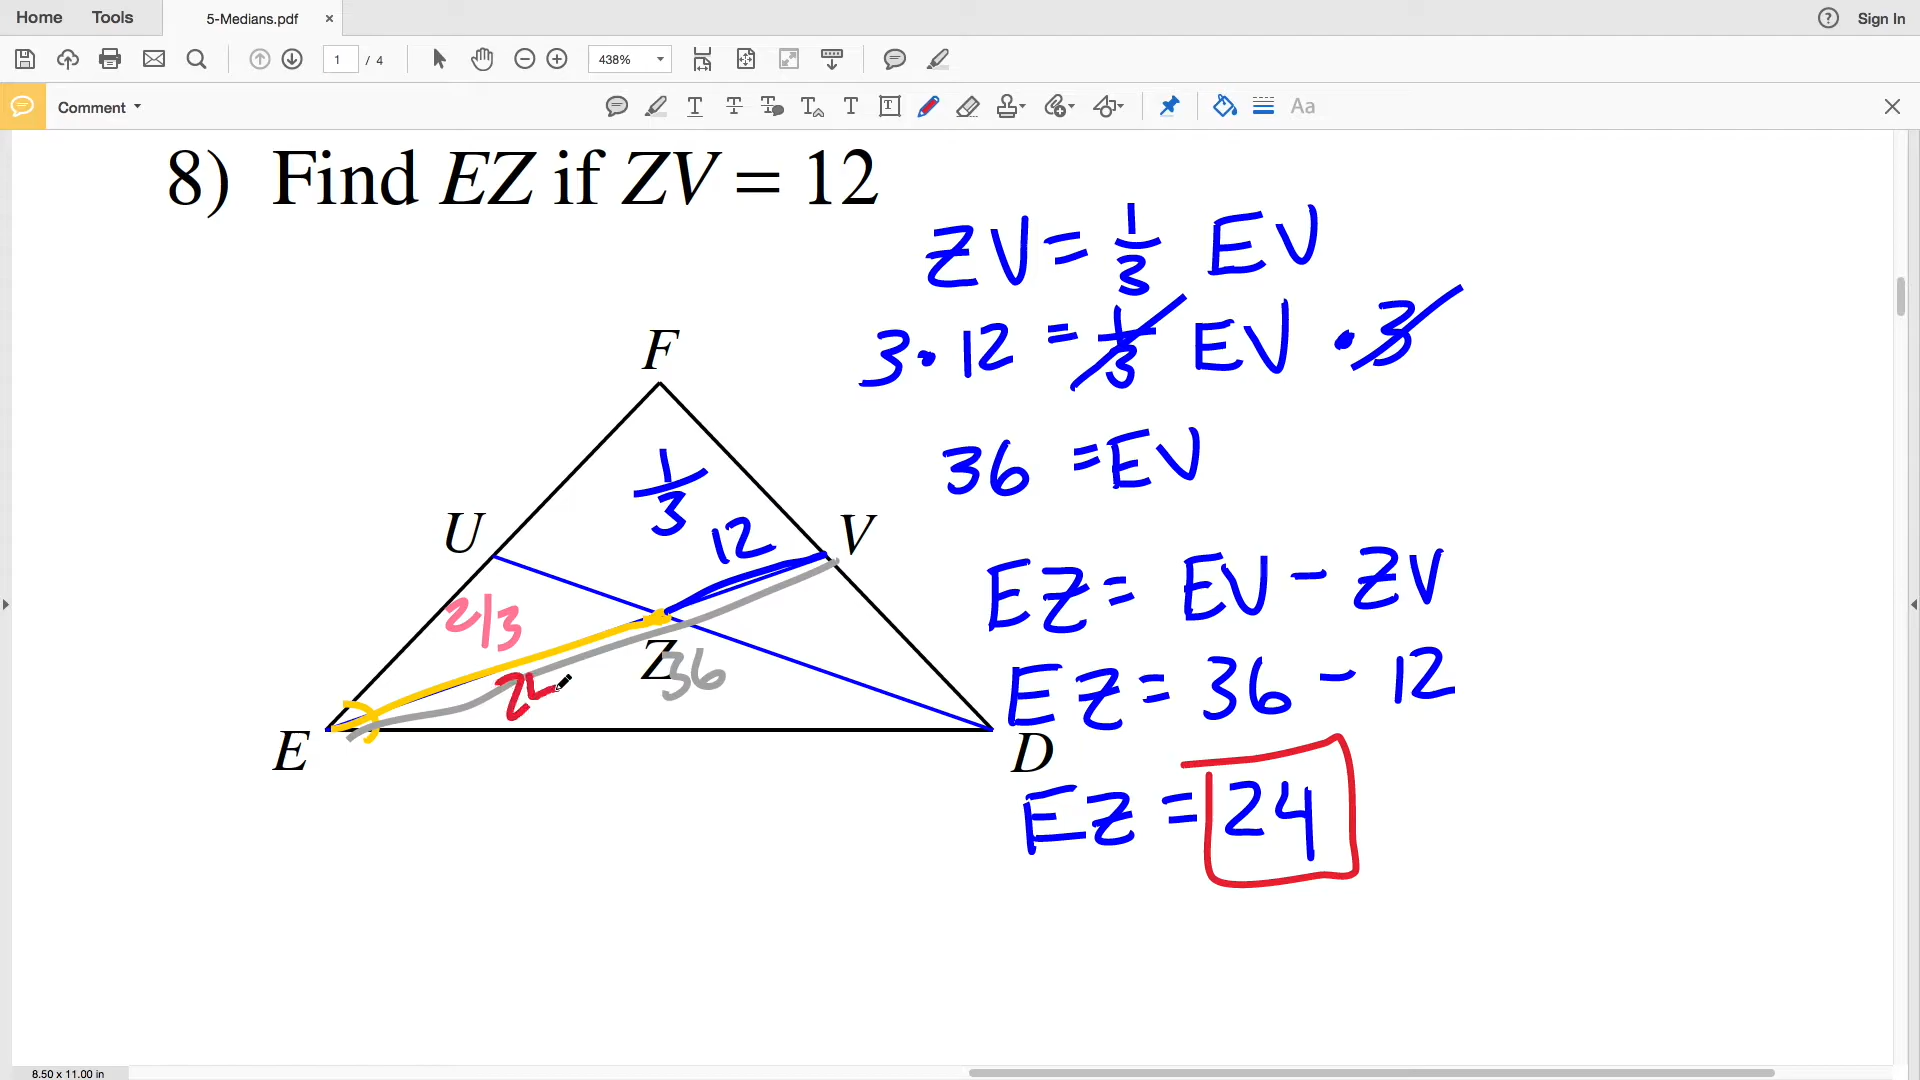 Home Tools 5-Medians.pdf × ? Sign In
1 / 4 438%
Comment T T T T T T Aa
8) Find EZ if ZV = 12
ZV = 1/3 EV
3 · 12 = 1/3 EV · 3
36 = EV
EZ = EV - ZV
EZ = 36 - 12
EZ = 24
F
1/3
12
U
V
2/3
Z
36
E
D
8.50 x 11.00 in